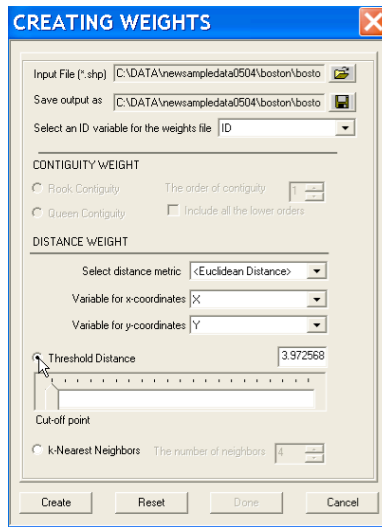 CREATING WEIGHTS
Input File (*.shp) C:\DATA\newsampledata0504\boston\bosto
Save output as C:\DATA\newsampledata0504\boston\bosto
Select an ID variable for the weights file ID
CONTIGUITY WEIGHT
Rook Contiguity The order of contiguity 1
Queen Contiguity Include all the lower orders
DISTANCE WEIGHT
Select distance metric <Euclidean Distance>
Variable for x-coordinates X
Variable for y-coordinates Y
Threshold Distance 3.972568
Cut-off point
k-Nearest Neighbors The number of neighbors 4
Create Reset Done Cancel